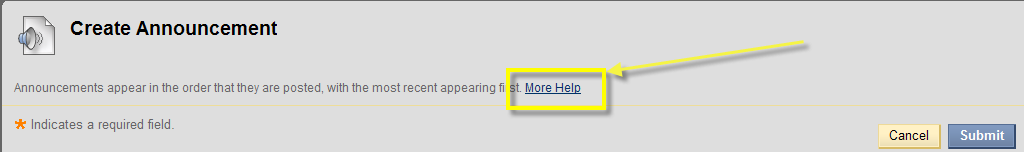 Create Announcement
Announcements appear in the order that they are posted, with the most recent appearing first. More Help
* Indicates a required field.
Cancel
Submit